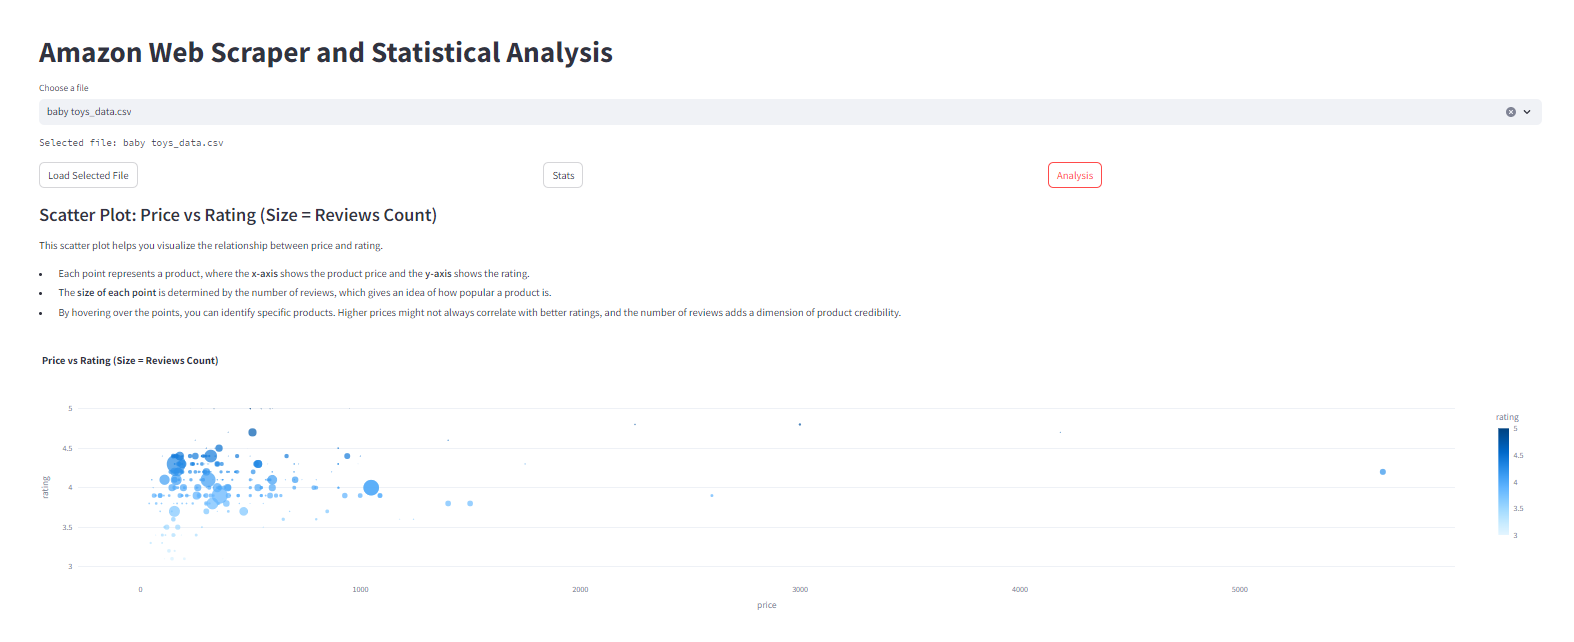 Amazon Web Scraper and Statistical Analysis
Choose a file
baby toys_data.csv
Selected file: baby toys_data.csv
Load Selected File
Stats
Analysis
Scatter Plot: Price vs Rating (Size = Reviews Count)
This scatter plot helps you visualize the relationship between price and rating.
• Each point represents a product, where the x-axis shows the product price and the y-axis shows the rating.
• The size of each point is determined by the number of reviews, which gives an idea of how popular a product is.
• By hovering over the points, you can identify specific products. Higher prices might not always correlate with better ratings, and the number of reviews adds a dimension of product credibility.
Price vs Rating (Size = Reviews Count)
5
4.5
4
3.5
3
rating
0
1000
2000
3000
4000
5000
price
rating
5
4.5
4
3.5
3